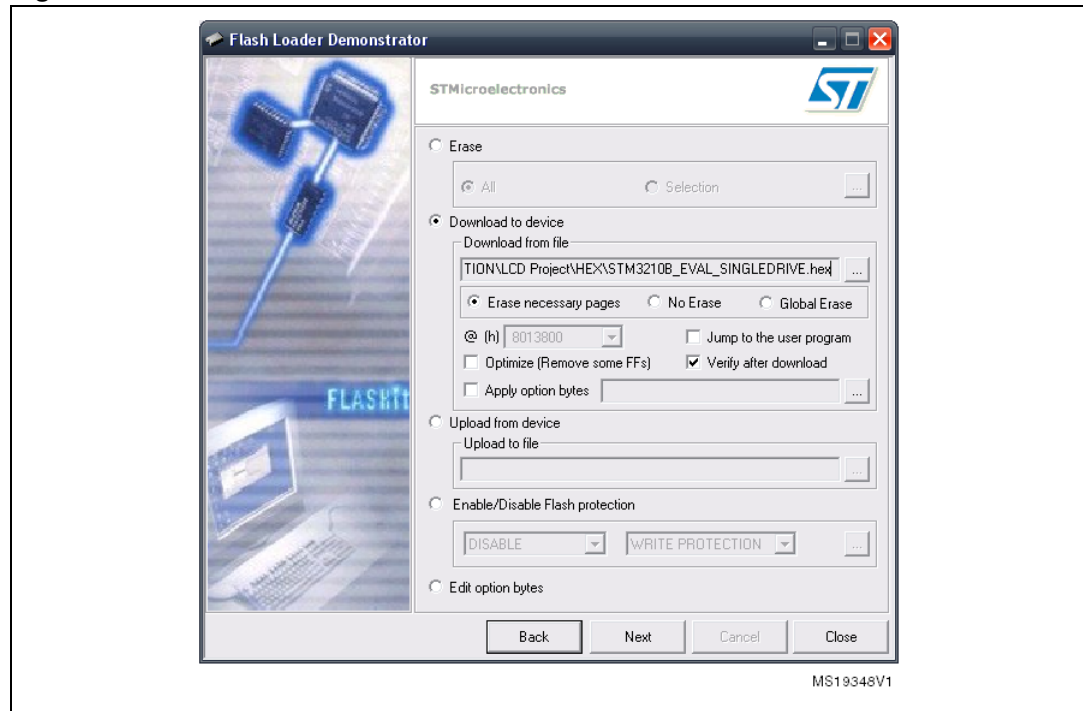 Flash Loader Demonstrator
STMicroelectronics
ST
Erase
All Selection ...
Download to device
Download from file
TION\LCD Project\HEX\STM3210B_EVAL_SINGLEDRIVE.hex ...
Erase necessary pages No Erase Global Erase
@ (h) 8013800 Jump to the user program
Optimize (Remove some FFs) Verify after download
Apply option bytes ...
FLASHIt
Upload from device
Upload to file
...
Enable/Disable Flash protection
DISABLE WRITE PROTECTION ...
Edit option bytes
Back Next Cancel Close
MS19348V1